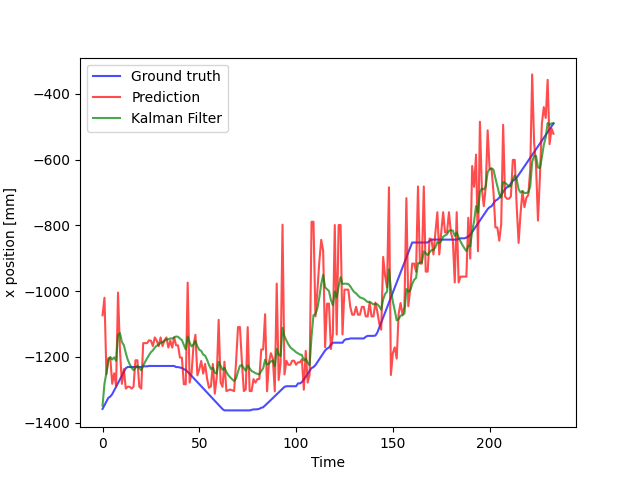 Ground truth
Prediction
Kalman Filter
−400
−600
−800
−1000
−1200
−1400
x position [mm]
0
50
100
150
200
Time